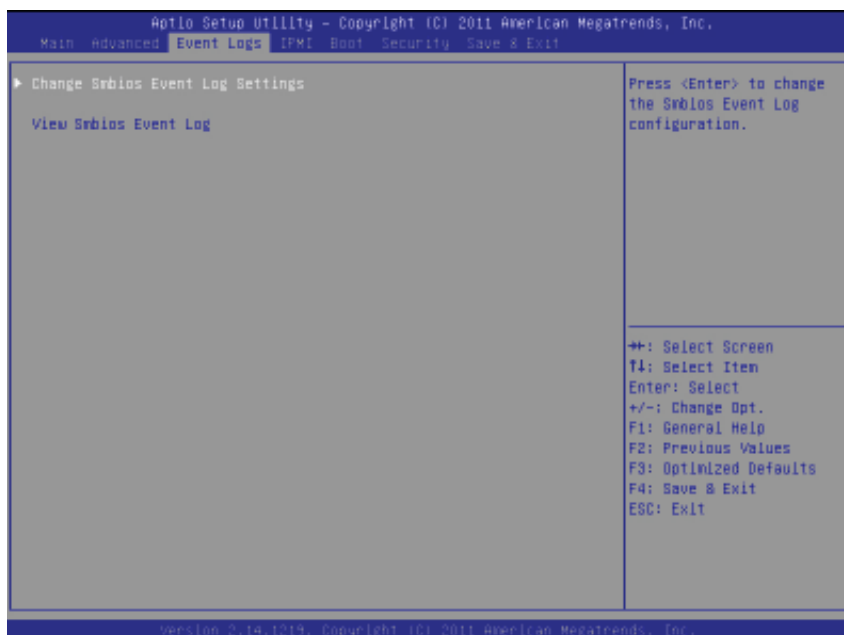 Aptio Setup Utility – Copyright (C) 2011 American Megatrends, Inc.
Main Advanced Event Logs IPMI Boot Security Save & Exit
Change Smbios Event Log Settings
View Smbios Event Log
Press <Enter> to change
the Smbios Event Log
configuration.
→←: Select Screen
↑↓: Select Item
Enter: Select
+/-: Change Opt.
F1: General Help
F2: Previous Values
F3: Optimized Defaults
F4: Save & Exit
ESC: Exit
Version 2.14.1219. Copyright (C) 2011 American Megatrends, Inc.